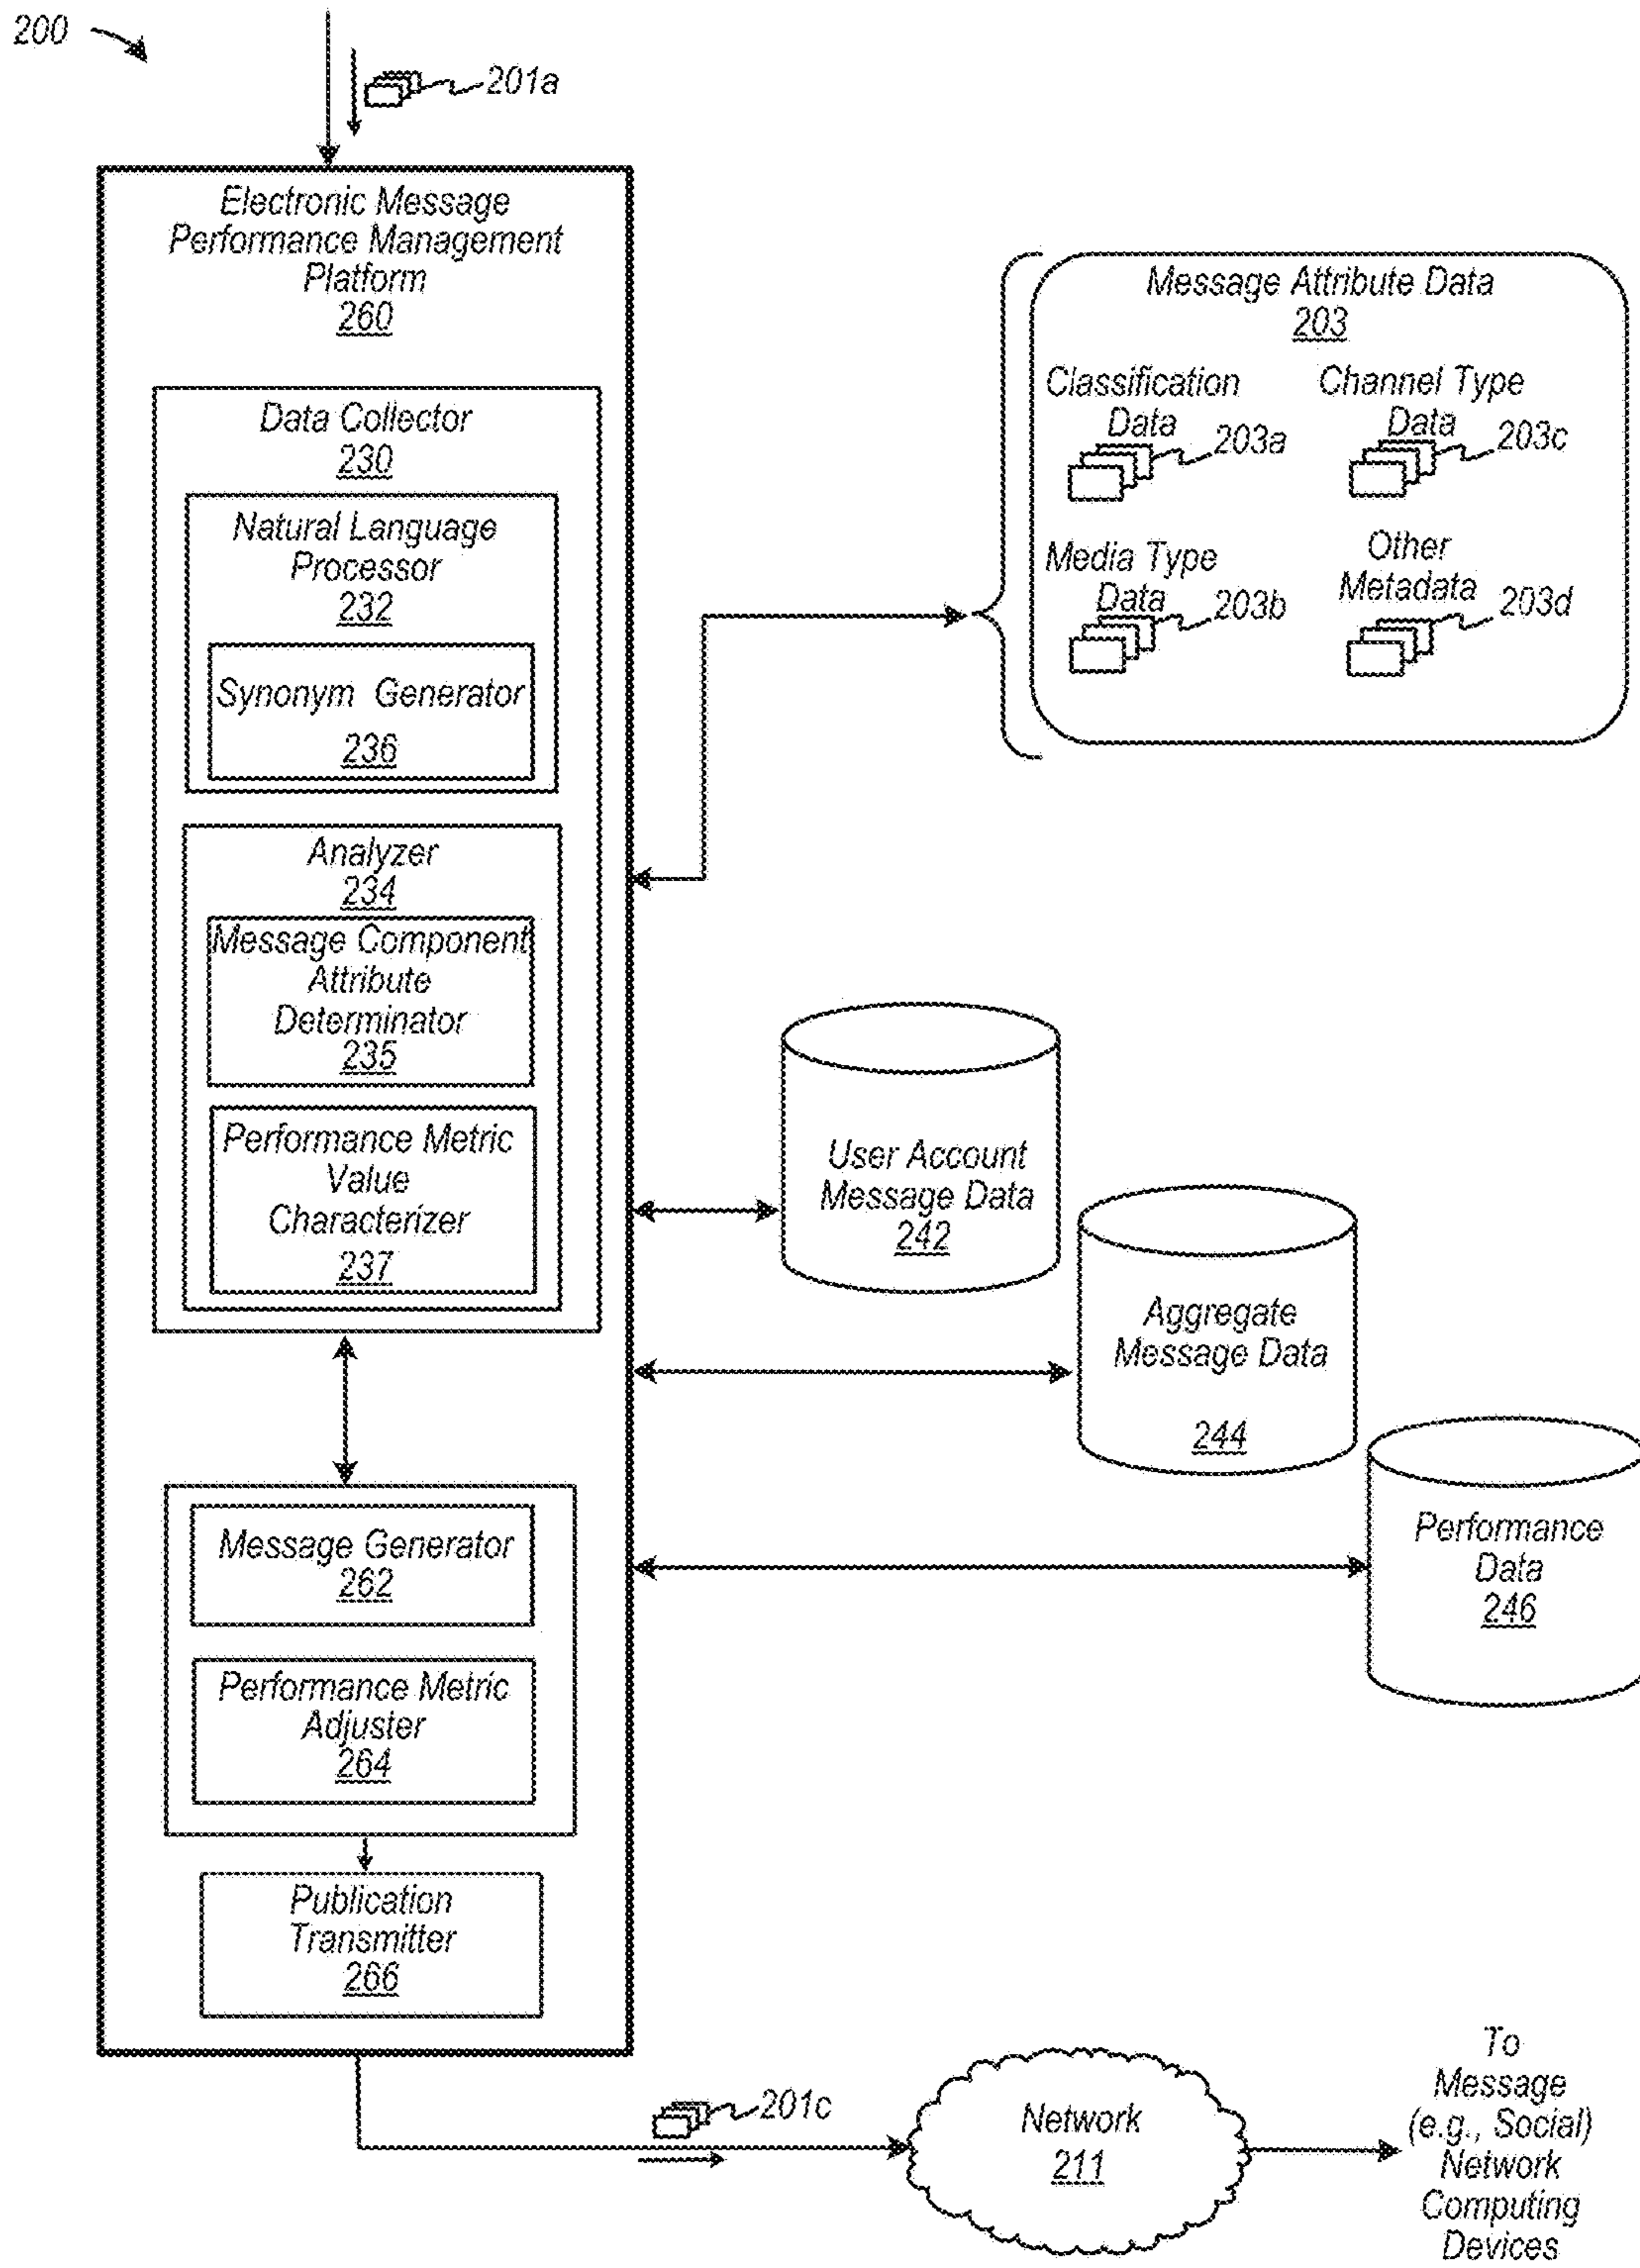 200
201a
Electronic Message
Performance Management
Platform
260
Data Collector
230
Natural Language
Processor
232
Synonym Generator
236
Analyzer
234
Message Component
Attribute
Determinator
235
Performance Metric
Value
Characterizer
237
Message Generator
262
Performance Metric
Adjuster
264
Publication
Transmitter
266
Message Attribute Data
203
Classification
Data
203a
Channel Type
Data
203c
Media Type
Data
203b
Other
Metadata
203d
User Account
Message Data
242
Aggregate
Message Data
244
Performance
Data
246
201c
Network
211
To
Message
(e.g., Social)
Network
Computing
Devices